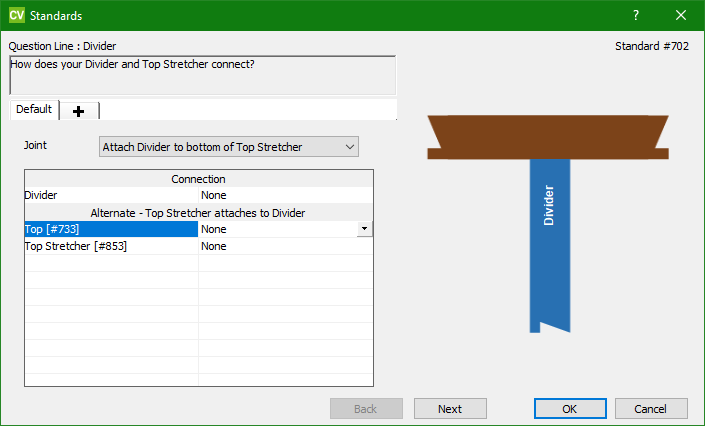 CV Standards ?
Question Line : Divider Standard #702
How does your Divider and Top Stretcher connect?
Default
Joint Attach Divider to bottom of Top Stretcher
Connection
Divider None
Alternate - Top Stretcher attaches to Divider
Top [#733] None
Top Stretcher [#853] None
Divider
Back Next OK Cancel